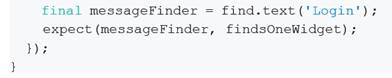 final messageFinder = find.text('Login');
    expect(messageFinder, findsOneWidget);
  });
}